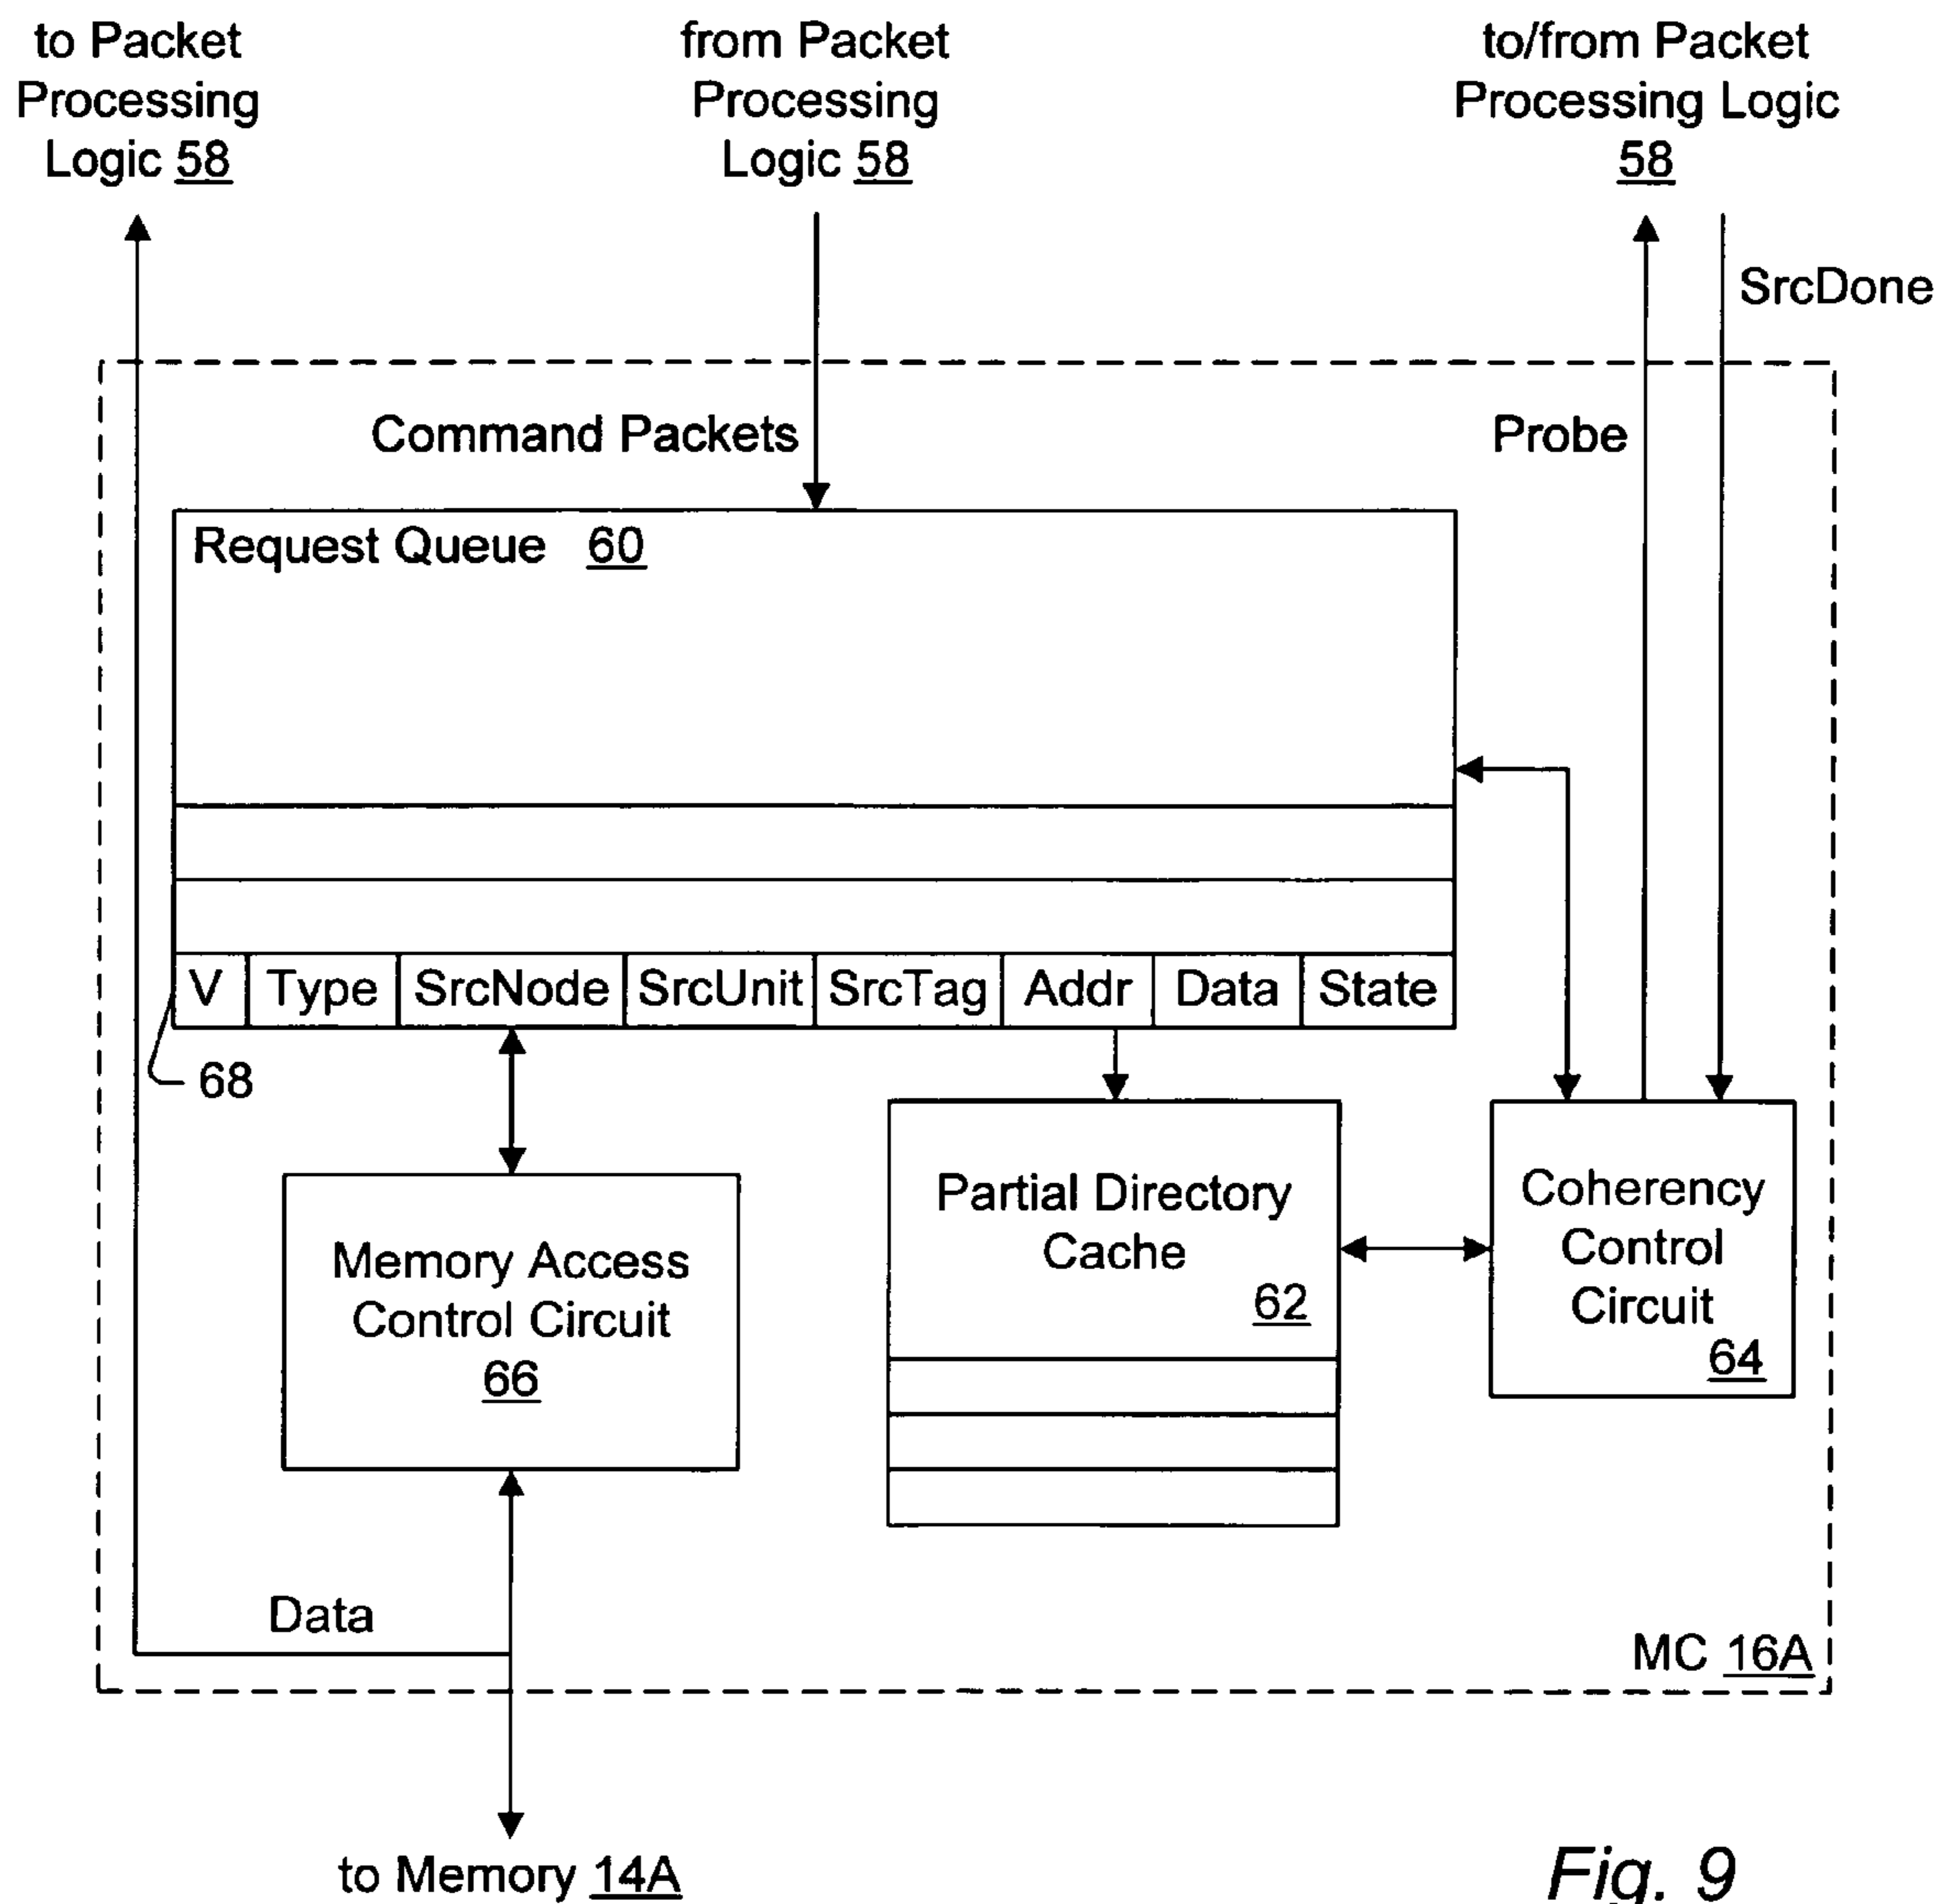 to Packet
Processing
Logic 58
from Packet
Processing
Logic 58
to/from Packet
Processing Logic
58
SrcDone
Command Packets
Probe
Request Queue 60
V Type SrcNode SrcUnit SrcTag Addr Data State
68
Memory Access
Control Circuit
66
Partial Directory
Cache
62
Coherency
Control
Circuit
64
Data
MC 16A
to Memory 14A
Fig. 9